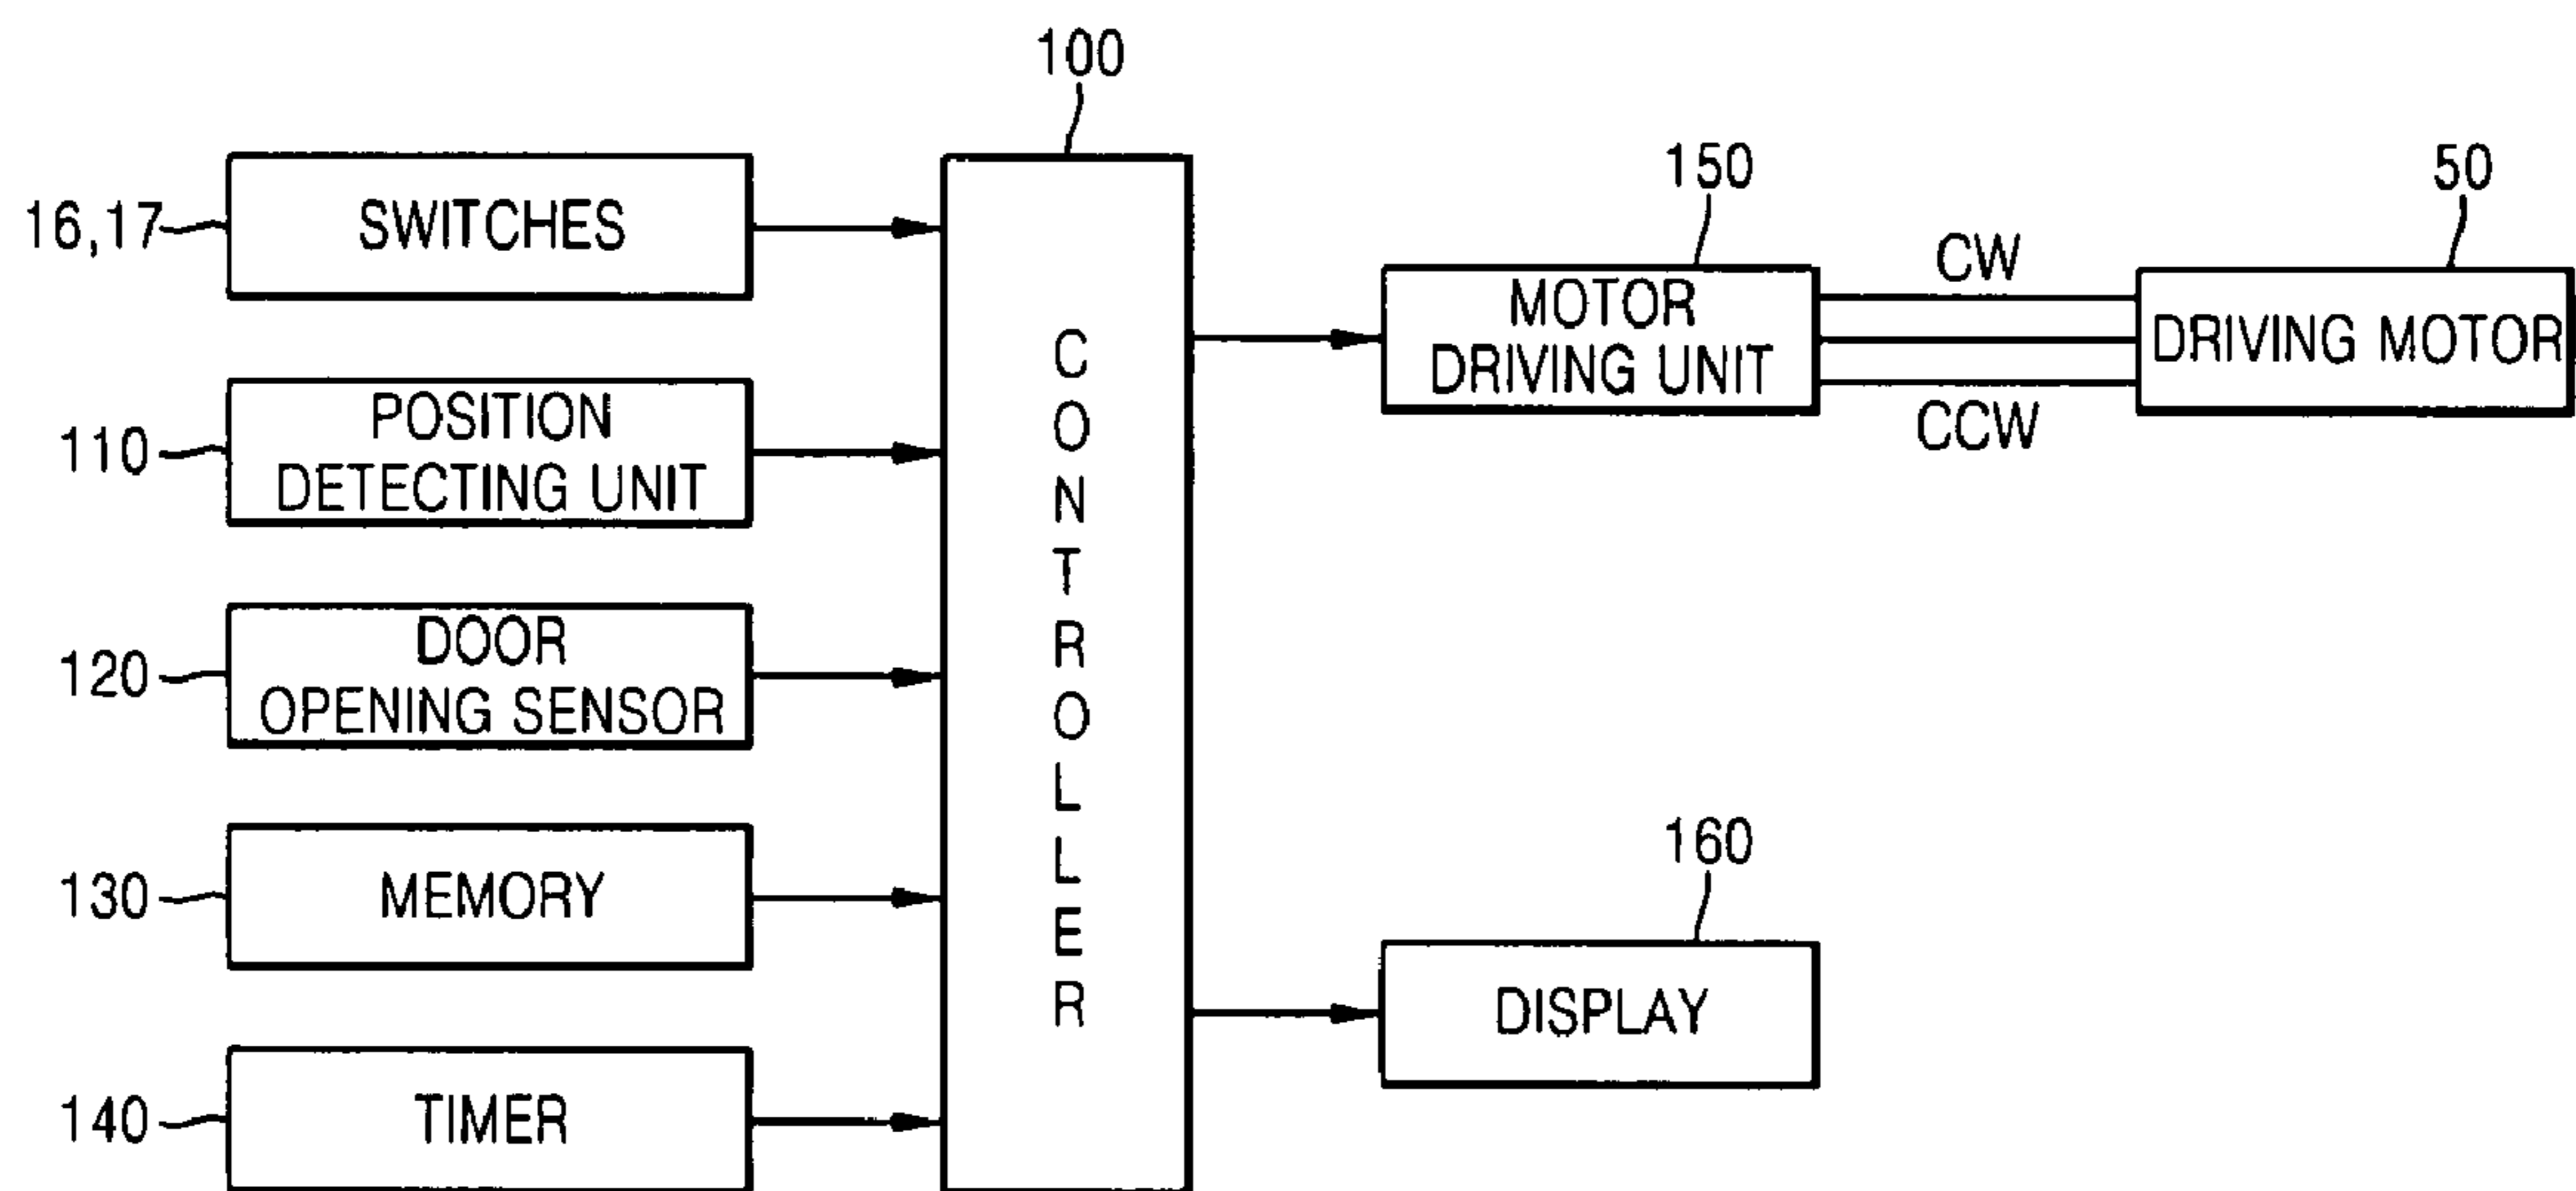 100
16,17 SWITCHES
110 POSITION
DETECTING UNIT
120 DOOR
OPENING SENSOR
130 MEMORY
140 TIMER
CONTROLLER
150
MOTOR
DRIVING UNIT
CW
CCW
50
DRIVING MOTOR
160
DISPLAY